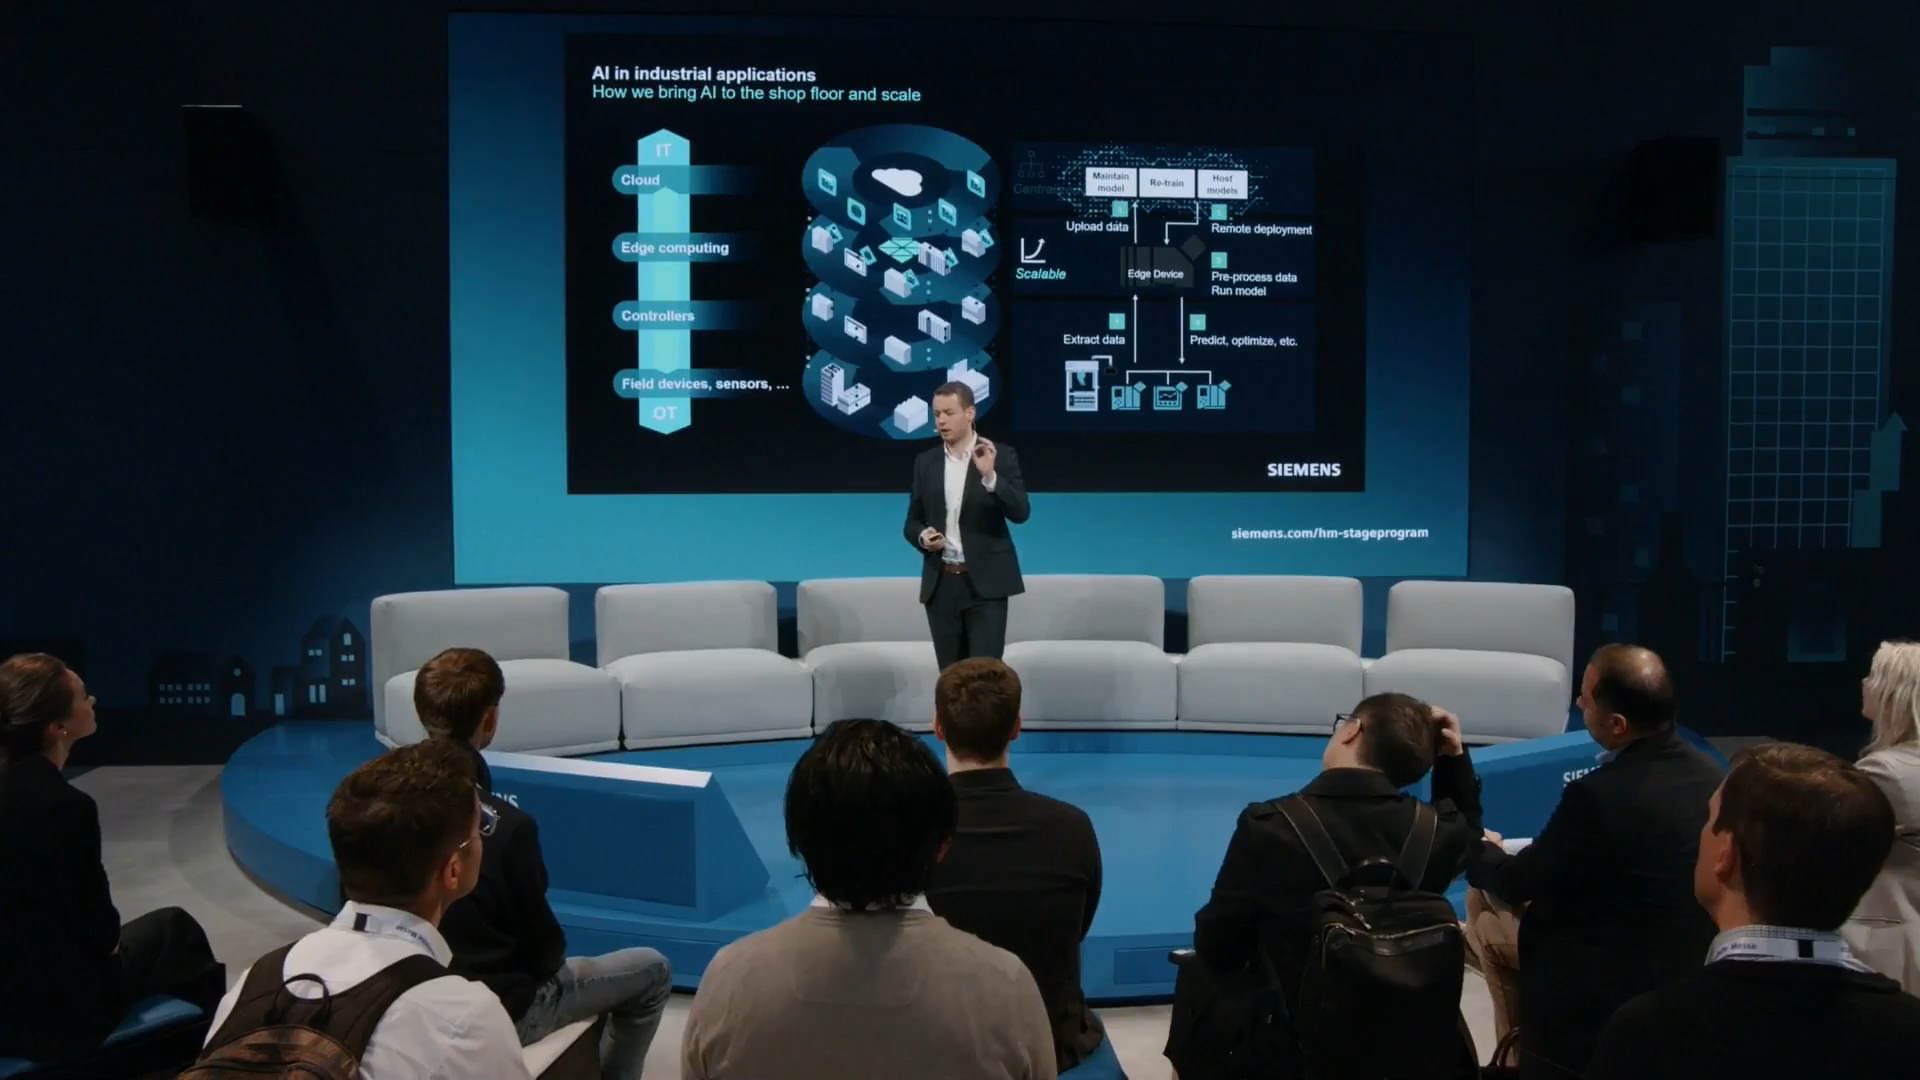 AI in industrial applications
How we bring AI to the shop floor and scale
IT
Cloud
Edge computing
Controllers
Field devices, sensors, ...
OT
Maintain
model
Re-train
Host
models
Upload data
Remote deployment
Scalable
Edge Device
Pre-process data
Run model
Extract data
Predict, optimize, etc.
SIEMENS
siemens.com/hm-stageprogram
Messe